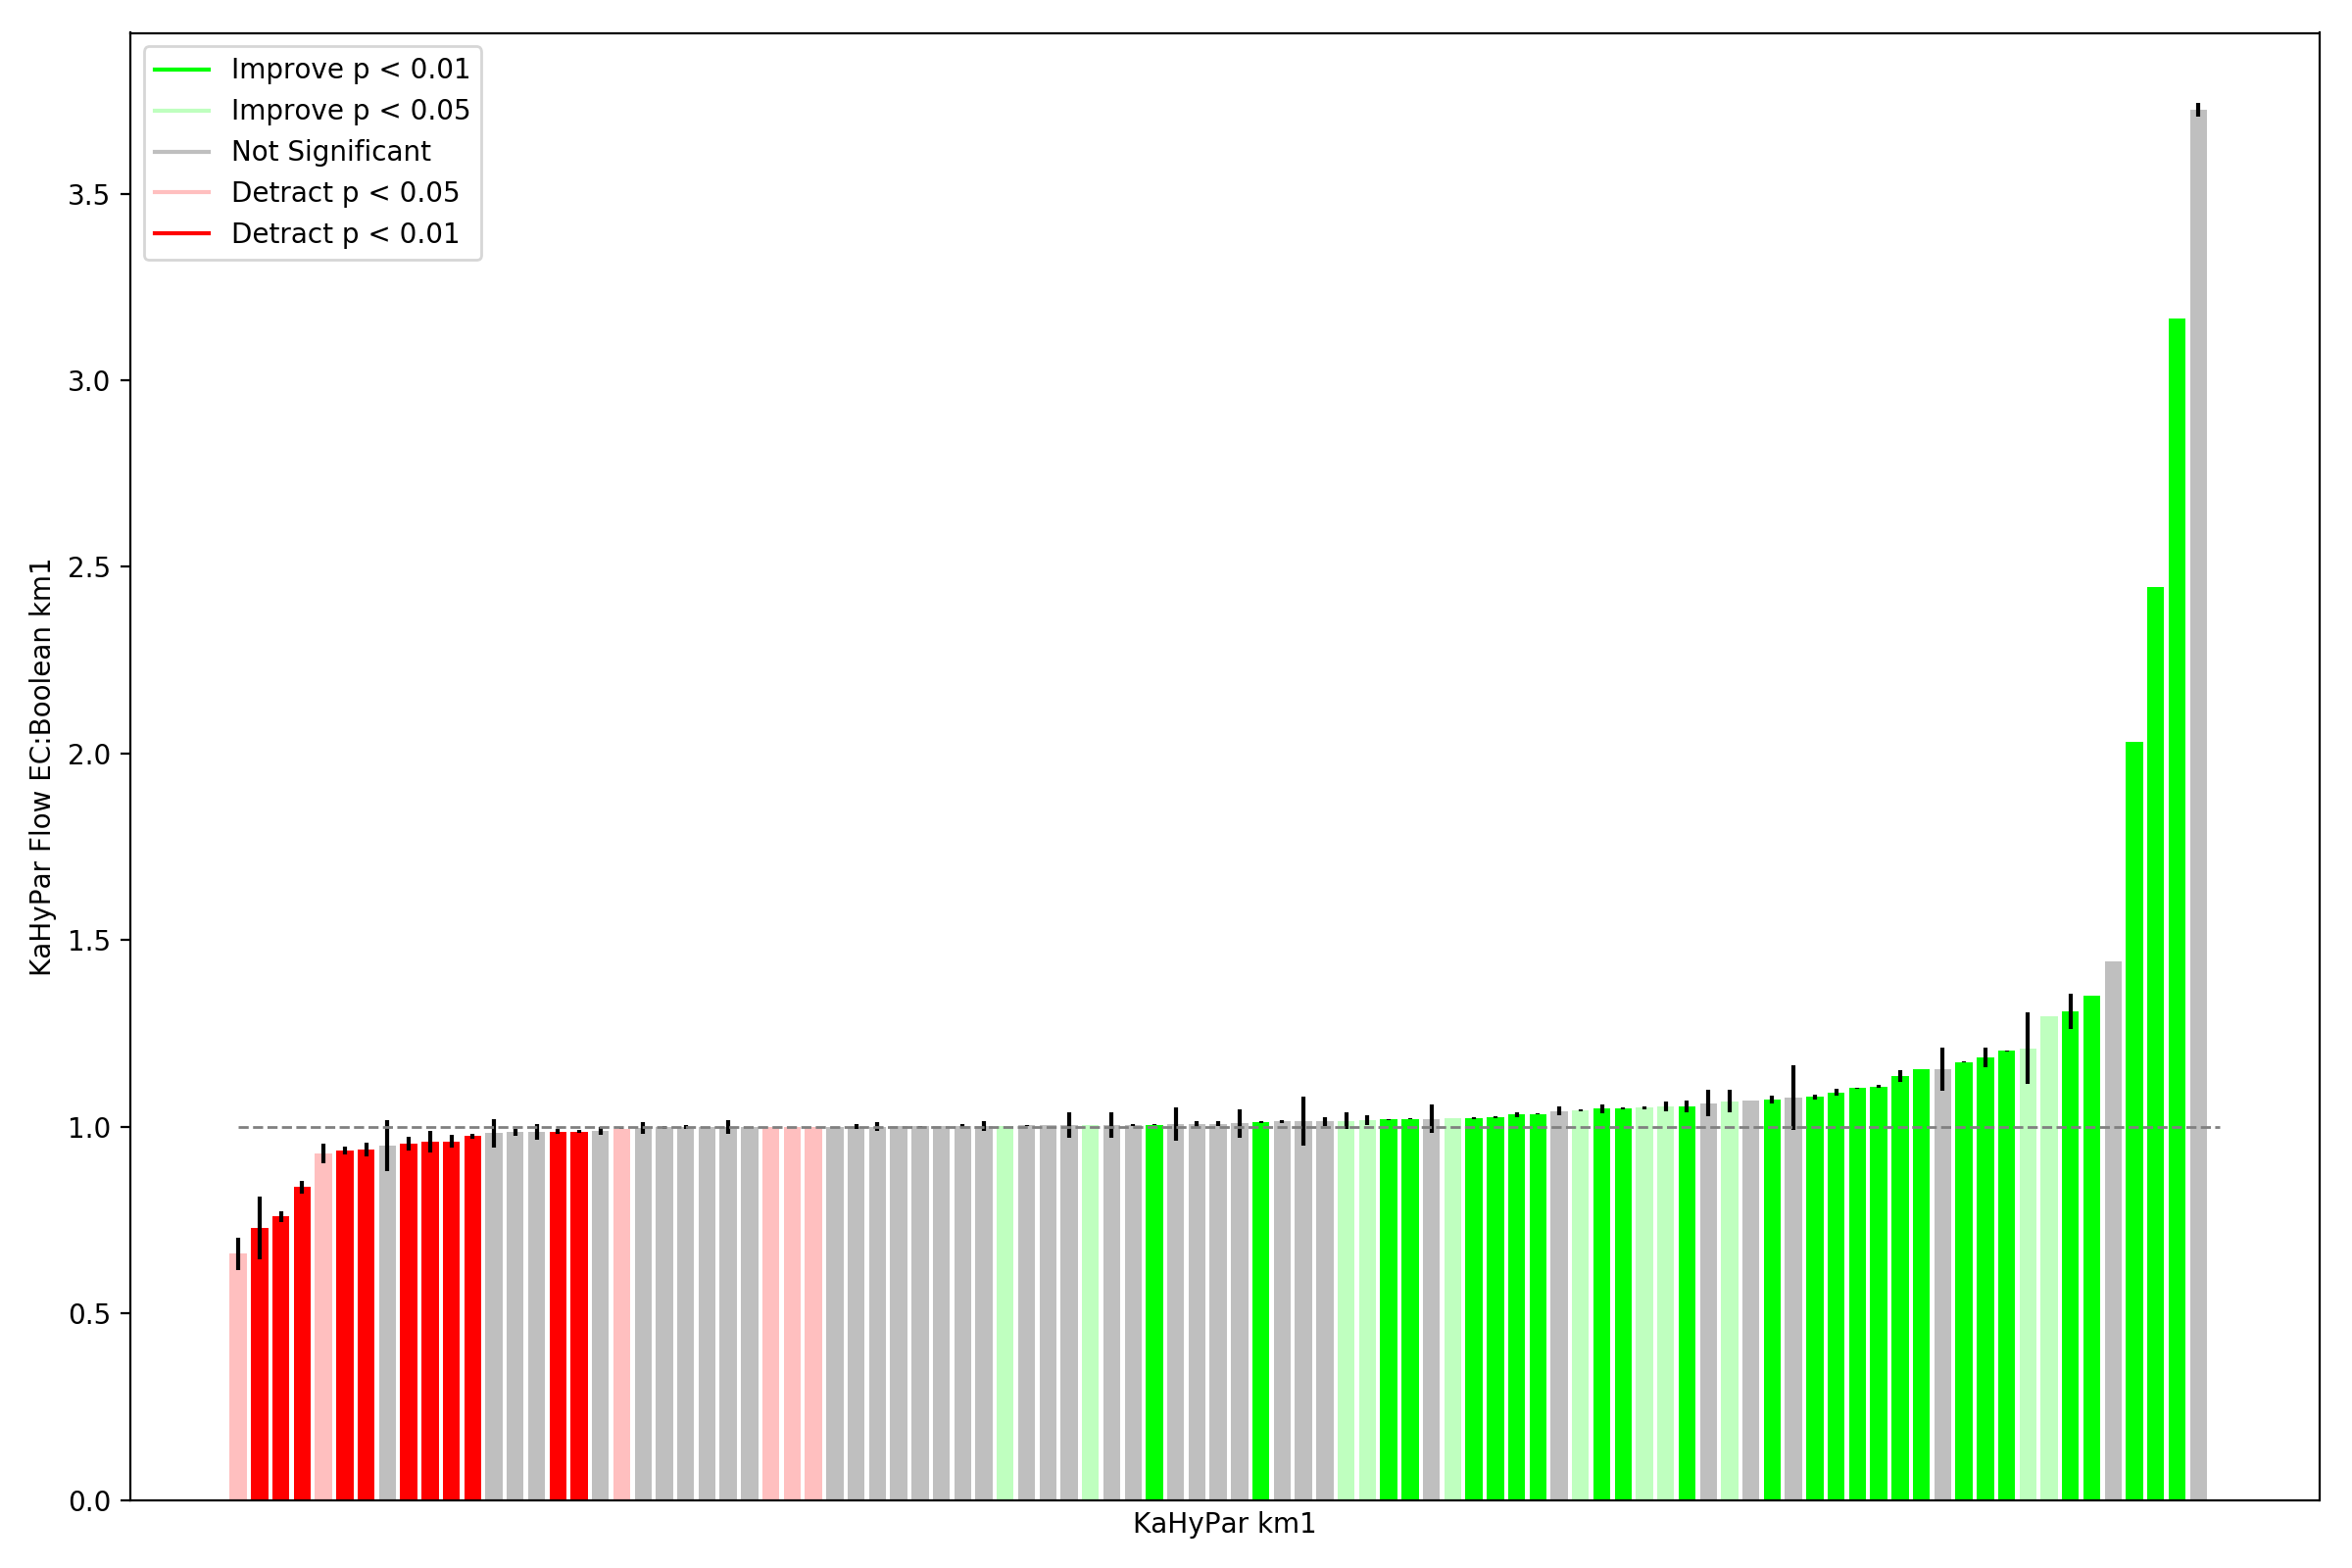 Improve p < 0.01
Improve p < 0.05
Not Significant
Detract p < 0.05
Detract p < 0.01
3.5
3.0
2.5
2.0
1.5
1.0
0.5
0.0
KaHyPar Flow EC:Boolean km1
KaHyPar km1